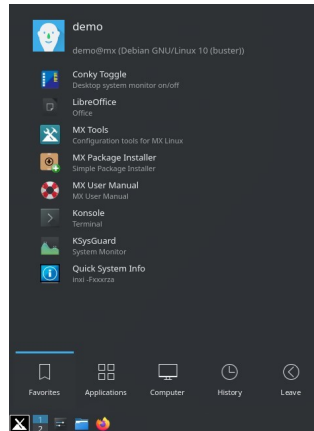 demo
demo@mx (Debian GNU/Linux 10 (buster))
Conky Toggle
Desktop system monitor on/off
LibreOffice
Office
MX Tools
Configuration tools for MX Linux
MX Package Installer
Simple Package Installer
MX User Manual
MX User Manual
Konsole
Terminal
KSysGuard
System Monitor
Quick System Info
inxi -Fxxxrza
Favorites Applications Computer History Leave
1
2